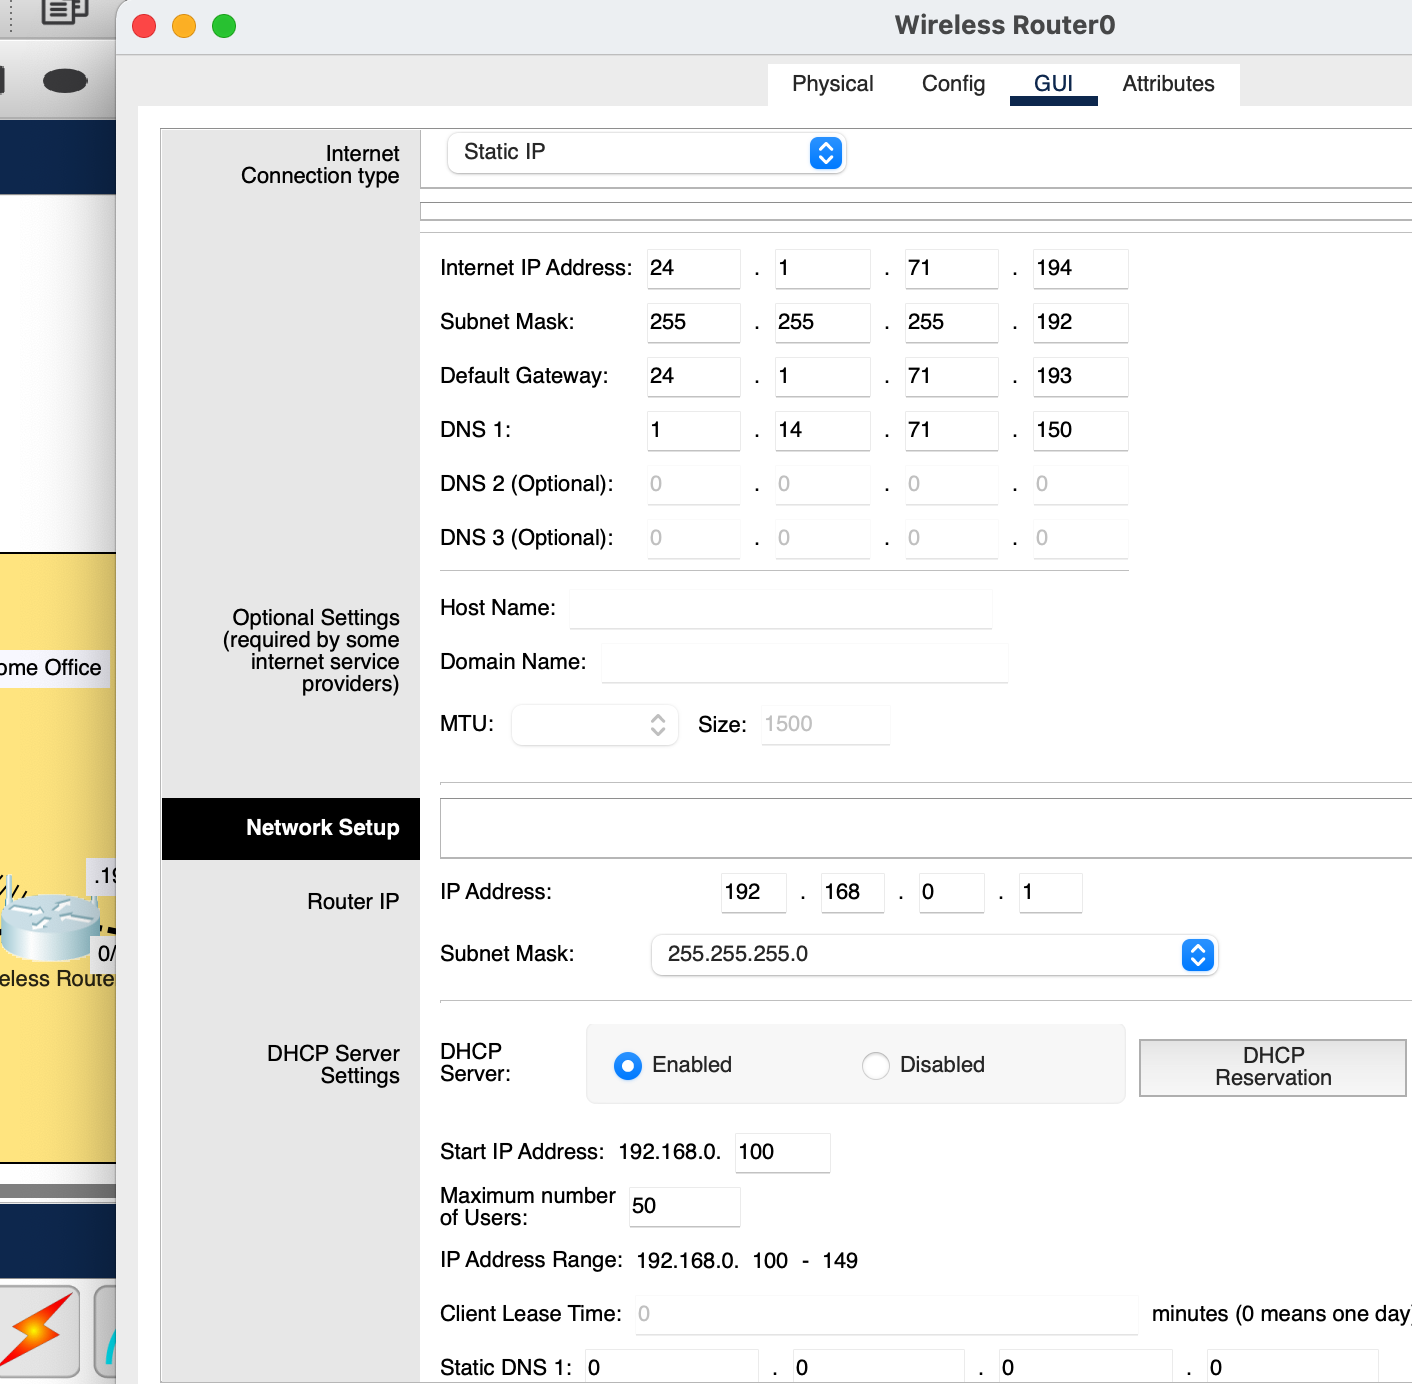 Wireless Router0
Physical Config GUI Attributes
Internet
Connection type
Static IP
Internet IP Address: 24 . 1 . 71 . 194
Subnet Mask: 255 . 255 . 255 . 192
Default Gateway: 24 . 1 . 71 . 193
DNS 1: 1 . 14 . 71 . 150
DNS 2 (Optional): 0 . 0 . 0 . 0
DNS 3 (Optional): 0 . 0 . 0 . 0
Optional Settings
(required by some
internet service
providers)
Host Name:
Domain Name:
MTU: Size: 1500
ome Office
Network Setup
.19
0/
eless Route
Router IP
IP Address: 192 . 168 . 0 . 1
Subnet Mask: 255.255.255.0
DHCP Server
Settings
DHCP
Server:
Enabled Disabled
DHCP
Reservation
Start IP Address: 192.168.0. 100
Maximum number
of Users: 50
IP Address Range: 192.168.0. 100 - 149
Client Lease Time: 0 minutes (0 means one day)
Static DNS 1: 0 . 0 . 0 . 0